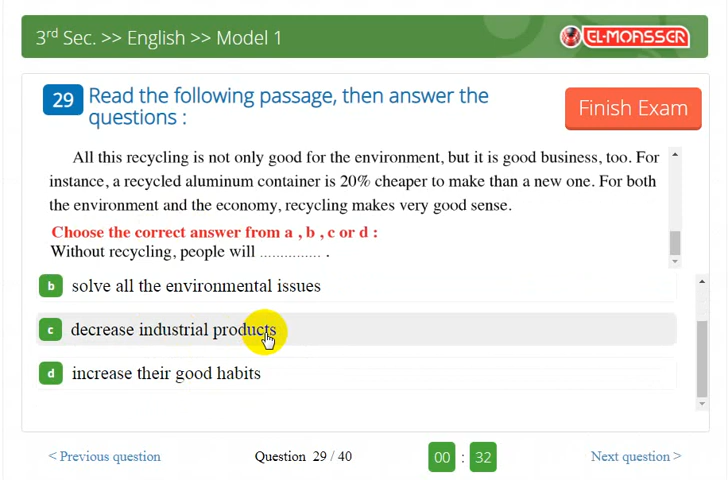 3rd Sec. >> English >> Model 1
EL-MOASSER
29 Read the following passage, then answer the
questions :
Finish Exam
All this recycling is not only good for the environment, but it is good business, too. For
instance, a recycled aluminum container is 20% cheaper to make than a new one. For both
the environment and the economy, recycling makes very good sense.
Choose the correct answer from a , b , c or d :
Without recycling, people will ............... .
b solve all the environmental issues
c decrease industrial products
d increase their good habits
< Previous question Question 29 / 40 00 : 32 Next question >